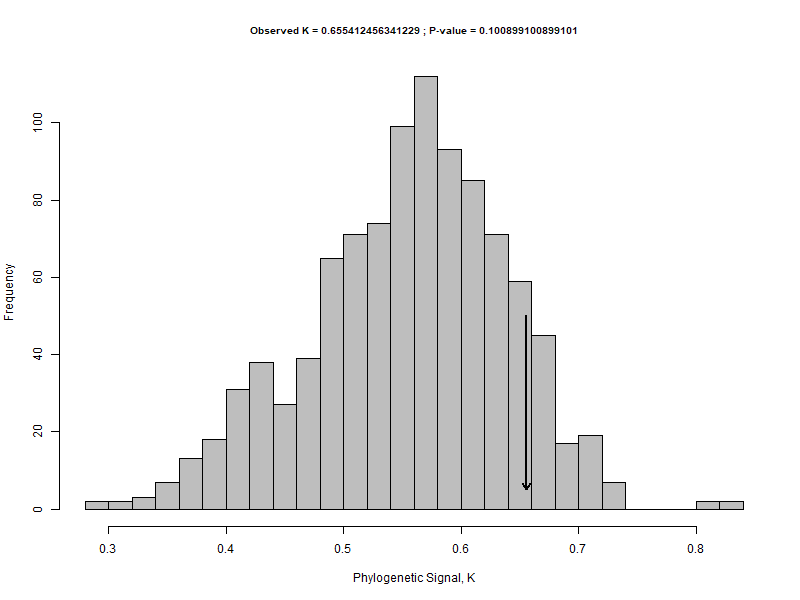 Observed K = 0.655412456341229 ; P-value = 0.100899100899101
Frequency
100
80
60
40
20
0
0.3 0.4 0.5 0.6 0.7 0.8
Phylogenetic Signal, K